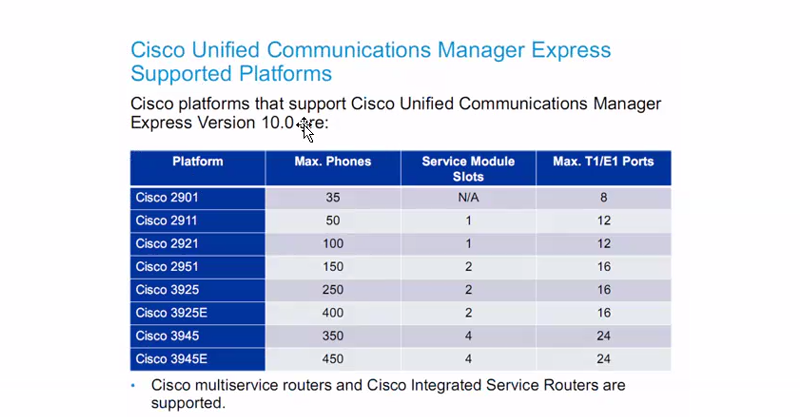 Cisco Unified Communications Manager Express
Supported Platforms
Cisco platforms that support Cisco Unified Communications Manager
Express Version 10.0 are:
Platform Max. Phones Service Module Slots Max. T1/E1 Ports
Cisco 2901 35 N/A 8
Cisco 2911 50 1 12
Cisco 2921 100 1 12
Cisco 2951 150 2 16
Cisco 3925 250 2 16
Cisco 3925E 400 2 16
Cisco 3945 350 4 24
Cisco 3945E 450 4 24
• Cisco multiservice routers and Cisco Integrated Service Routers are
supported.